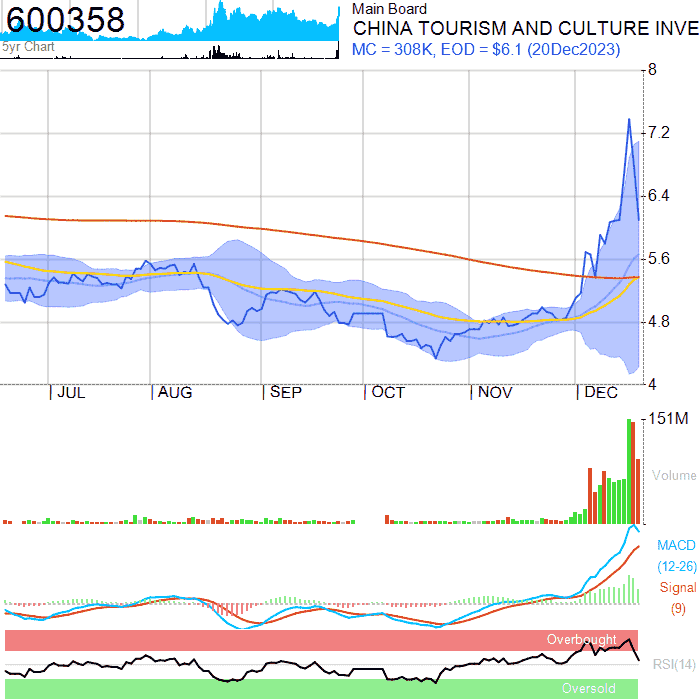 600358
5yr Chart
Main Board
CHINA TOURISM AND CULTURE INVE
MC = 308K, EOD = $6.1 (20Dec2023)
8
7.2
6.4
5.6
4.8
4
JUL AUG SEP OCT NOV DEC
151M
Volume
MACD
(12-26)
Signal
(9)
Overbought
RSI(14)
Oversold